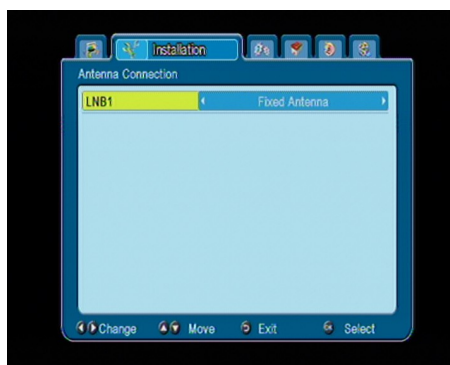 Installation
Antenna Connection
LNB1 Fixed Antenna
Change Move Exit Select